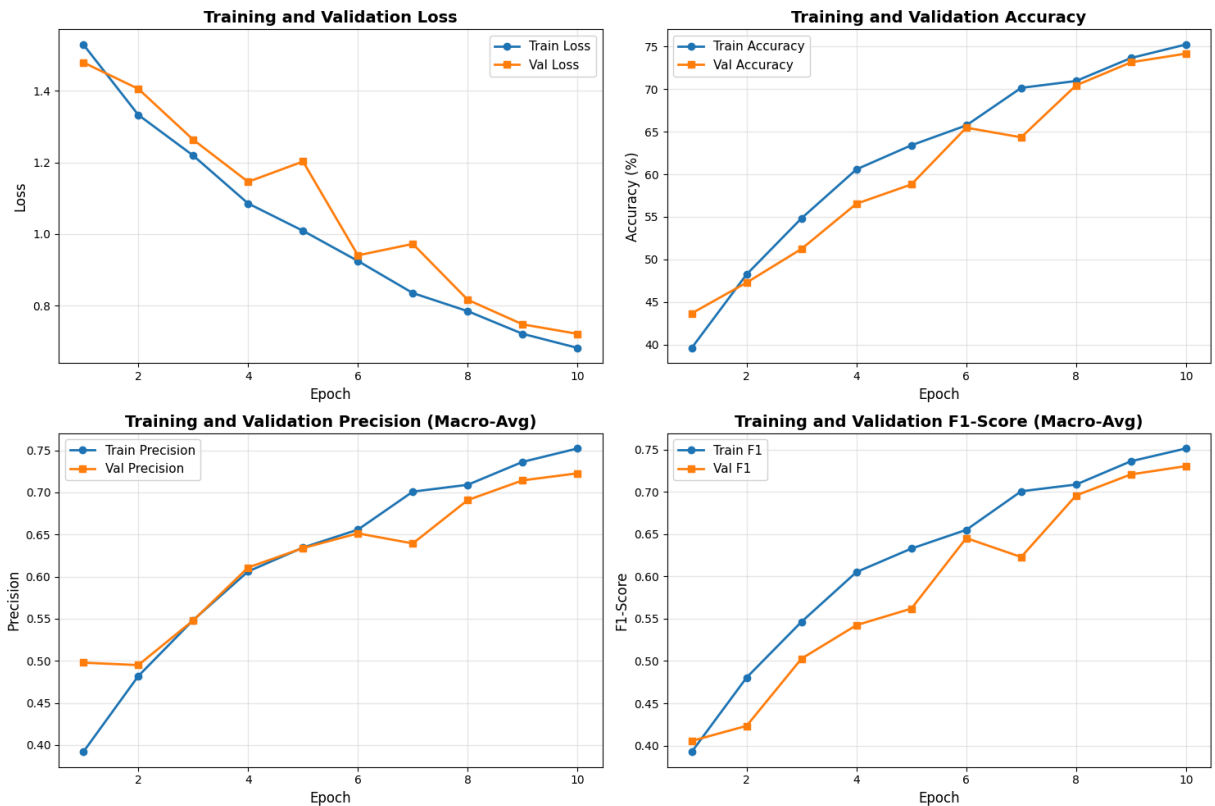 Training and Validation Loss
Train Loss
Val Loss
1.4
1.2
1.0
0.8
Loss
2
4
6
8
10
Epoch
Training and Validation Accuracy
Train Accuracy
Val Accuracy
75
70
65
60
55
50
45
40
Accuracy (%)
2
4
6
8
10
Epoch
Training and Validation Precision (Macro-Avg)
Train Precision
Val Precision
0.75
0.70
0.65
0.60
0.55
0.50
0.45
0.40
Precision
2
4
6
8
10
Epoch
Training and Validation F1-Score (Macro-Avg)
Train F1
Val F1
0.75
0.70
0.65
0.60
0.55
0.50
0.45
0.40
F1-Score
2
4
6
8
10
Epoch